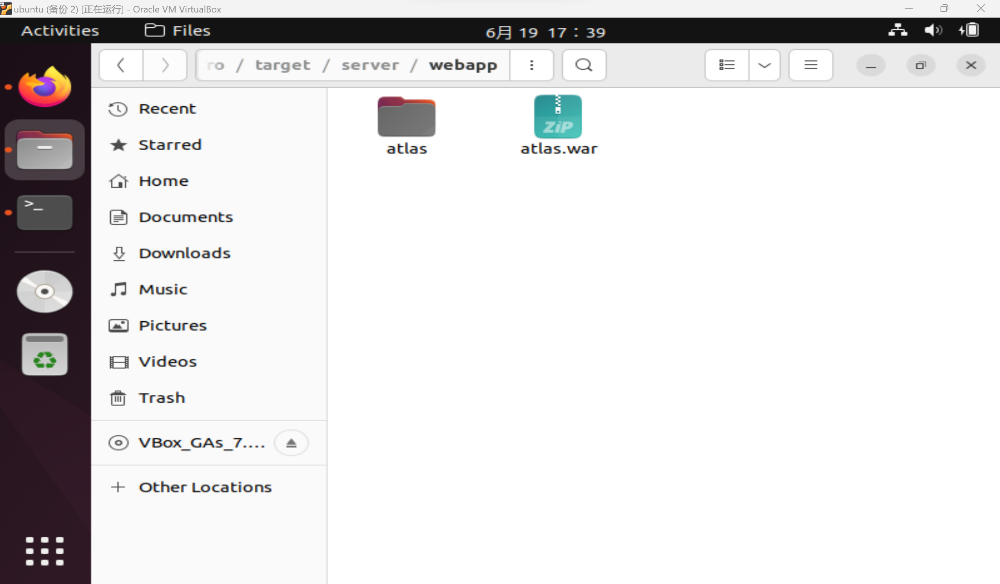 64
ubuntu (备份 2) [正在运行] - Oracle VM VirtualBox
Activities Files 6月 19 17：39
ro / target / server / webapp
Recent
Starred
Home
Documents
Downloads
Music
Pictures
Videos
Trash
VBox_GAs_7....
Other Locations
>_
ZiP
atlas atlas.war